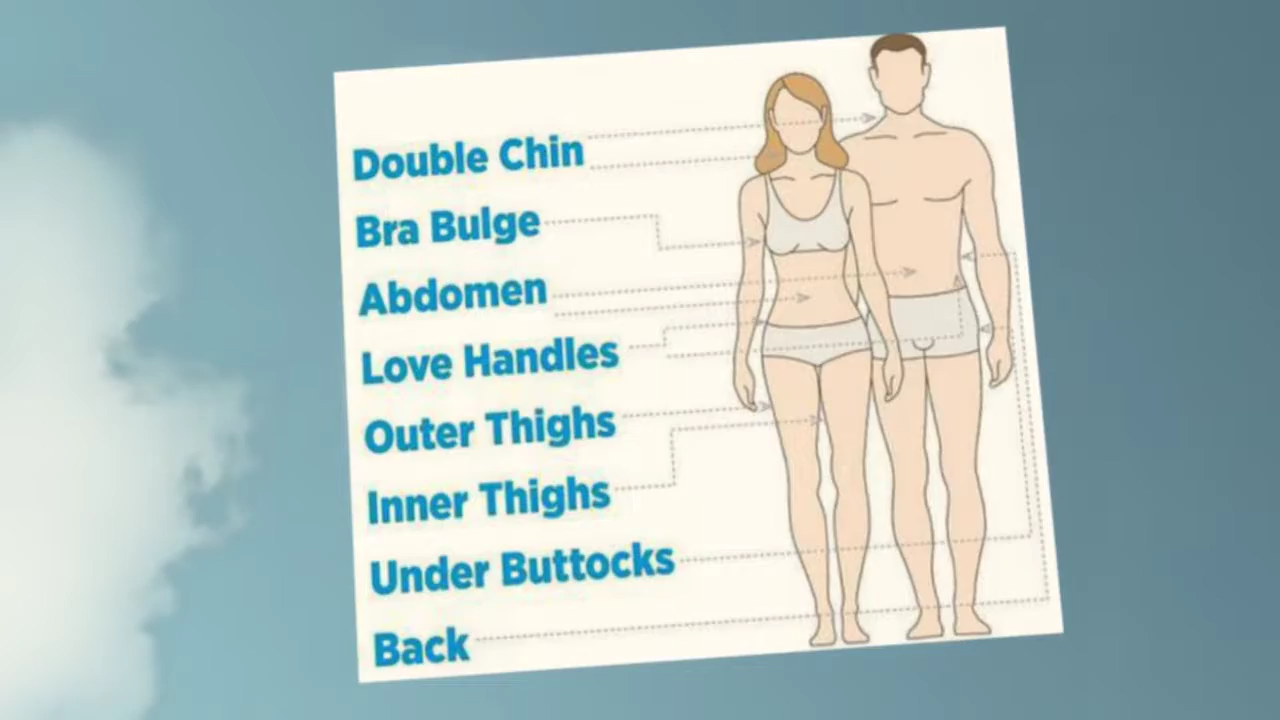 Double Chin
Bra Bulge
Abdomen
Love Handles
Outer Thighs
Inner Thighs
Under Buttocks
Back